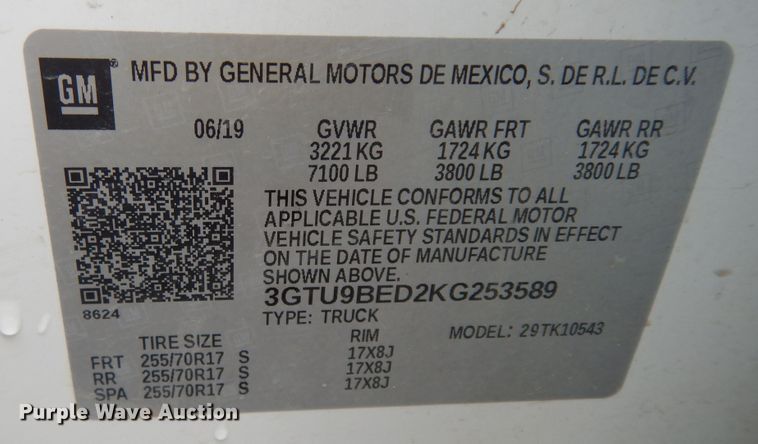 GM ® MFD BY GENERAL MOTORS DE MEXICO, S. DE R.L. DE C.V.
06/19 GVWR GAWR FRT GAWR RR
3221 KG 1724 KG 1724 KG
7100 LB 3800 LB 3800 LB
THIS VEHICLE CONFORMS TO ALL
APPLICABLE U.S. FEDERAL MOTOR
VEHICLE SAFETY STANDARDS IN EFFECT
ON THE DATE OF MANUFACTURE
SHOWN ABOVE.
3GTU9BED2KG253589
8624
TYPE: TRUCK MODEL: 29TK10543
TIRE SIZE RIM
FRT 255/70R17 S 17X8J
RR 255/70R17 S 17X8J
SPA 255/70R17 S 17X8J
Purple Wave Auction